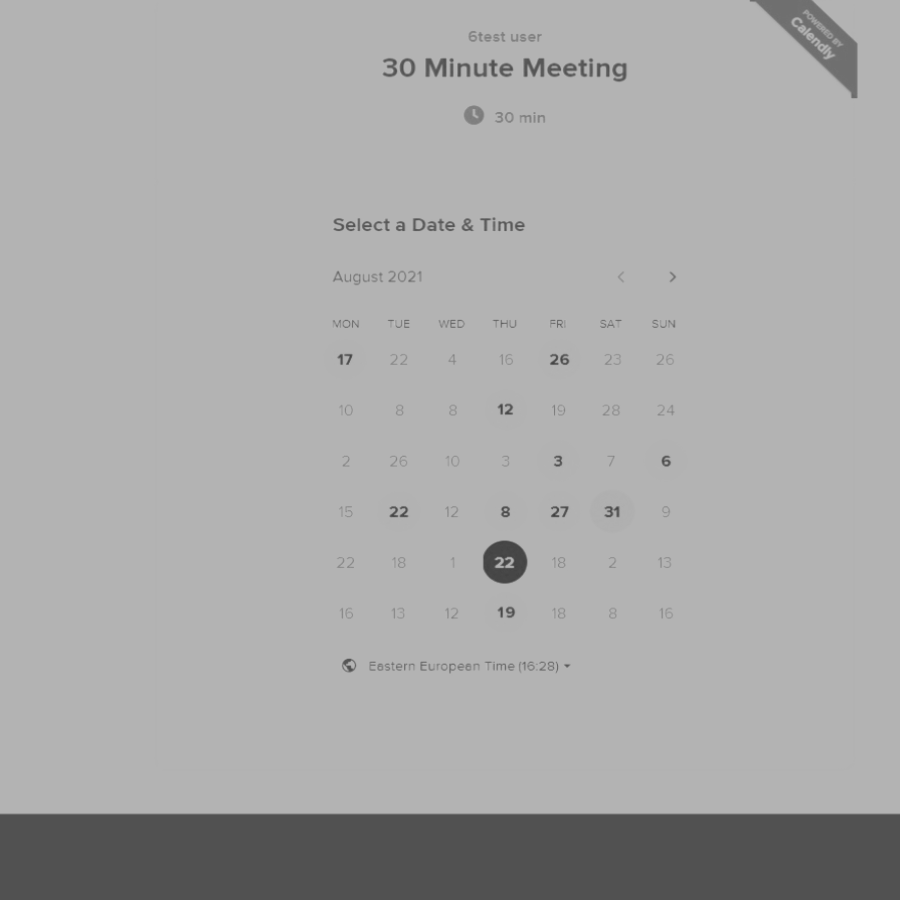 POWERED BY
Calendly
6test user
30 Minute Meeting
30 min
Select a Date & Time
August 2021
MON TUE WED THU FRI SAT SUN
17 22 4 16 26 23 26
10 8 8 12 19 28 24
2 26 10 3 3 7 6
15 22 12 8 27 31 9
22 18 1 22 18 2 13
16 13 12 19 18 8 16
Eastern European Time (16:28)